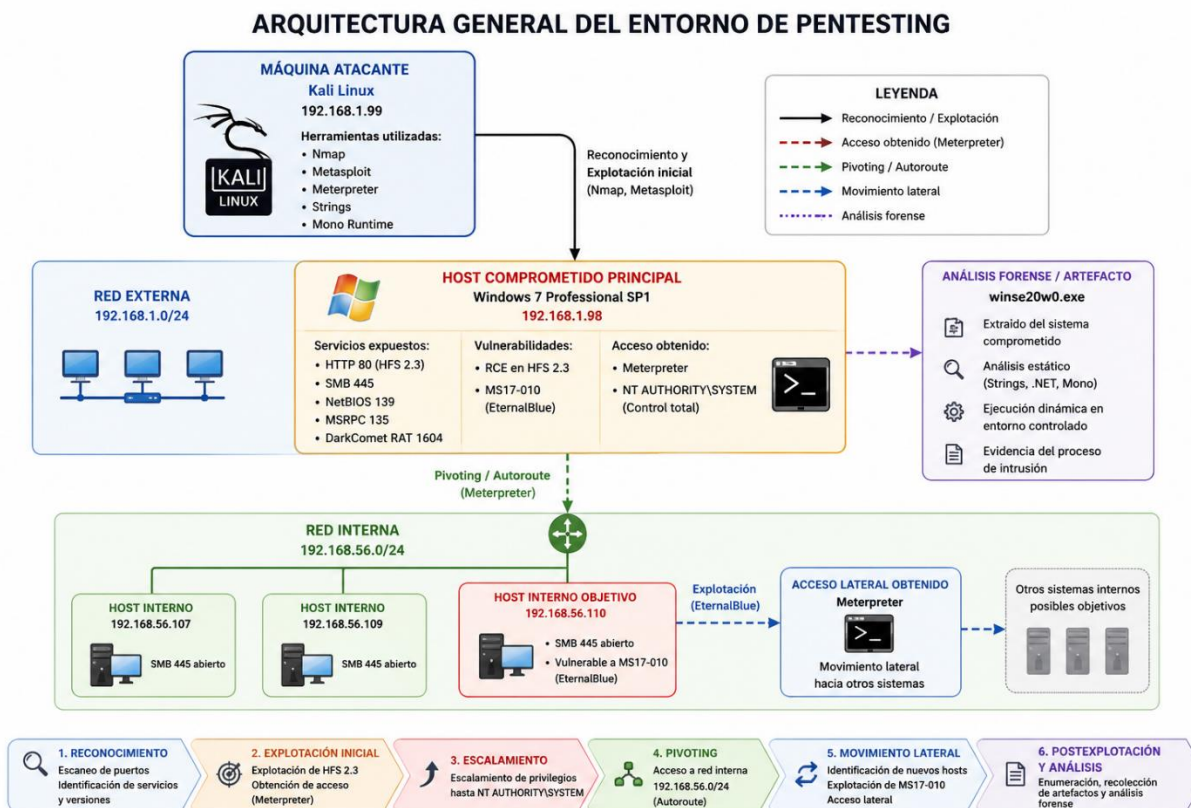 ARQUITECTURA GENERAL DEL ENTORNO DE PENTESTING
MÁQUINA ATACANTE
Kali Linux
192.168.1.99
Herramientas utilizadas:
• Nmap
• Metasploit
• Meterpreter
• Strings
• Mono Runtime
KALI
LINUX
Reconocimiento y
Explotación inicial
(Nmap, Metasploit)
LEYENDA
Reconocimiento / Explotación
Acceso obtenido (Meterpreter)
Pivoting / Autoroute
Movimiento lateral
Análisis forense
RED EXTERNA
192.168.1.0/24
HOST COMPROMETIDO PRINCIPAL
Windows 7 Professional SP1
192.168.1.98
Servicios expuestos:
• HTTP 80 (HFS 2.3)
• SMB 445
• NetBIOS 139
• MSRPC 135
• DarkComet RAT 1604
Vulnerabilidades:
• RCE en HFS 2.3
• MS17-010
(EternalBlue)
Acceso obtenido:
• Meterpreter
• NT AUTHORITY\SYSTEM
(Control total)
>_
ANÁLISIS FORENSE / ARTEFACTO
winse20w0.exe
Extraido del sistema
comprometido
Análisis estático
(Strings, .NET, Mono)
Ejecución dinámica en
entorno controlado
Evidencia del proceso
de intrusión
Pivoting / Autoroute
(Meterpreter)
RED INTERNA
192.168.56.0/24
HOST INTERNO
192.168.56.107
SMB 445 abierto
HOST INTERNO
192.168.56.109
SMB 445 abierto
HOST INTERNO OBJETIVO
192.168.56.110
• SMB 445 abierto
• Vulnerable a MS17-010
(EternalBlue)
Explotación
(EternalBlue)
ACCESO LATERAL OBTENIDO
Meterpreter
>_
Movimiento lateral
hacia otros sistemas
Otros sistemas internos
posibles objetivos
1. RECONOCIMIENTO
Escaneo de puertos
Identificación de servicios
y versiones
2. EXPLOTACIÓN INICIAL
Explotación de HFS 2.3
Obtención de acceso
(Meterpreter)
3. ESCALAMIENTO
Escalamiento de privilegios
hasta NT AUTHORITY\SYSTEM
4. PIVOTING
Acceso a red interna
192.168.56.0/24
(Autoroute)
5. MOVIMIENTO LATERAL
Identificación de nuevos hosts
Explotación de MS17-010
Acceso lateral
6. POSTEXPLOTACIÓN
Y ANÁLISIS
Enumeración, recolección
de artefactos y análisis
forense